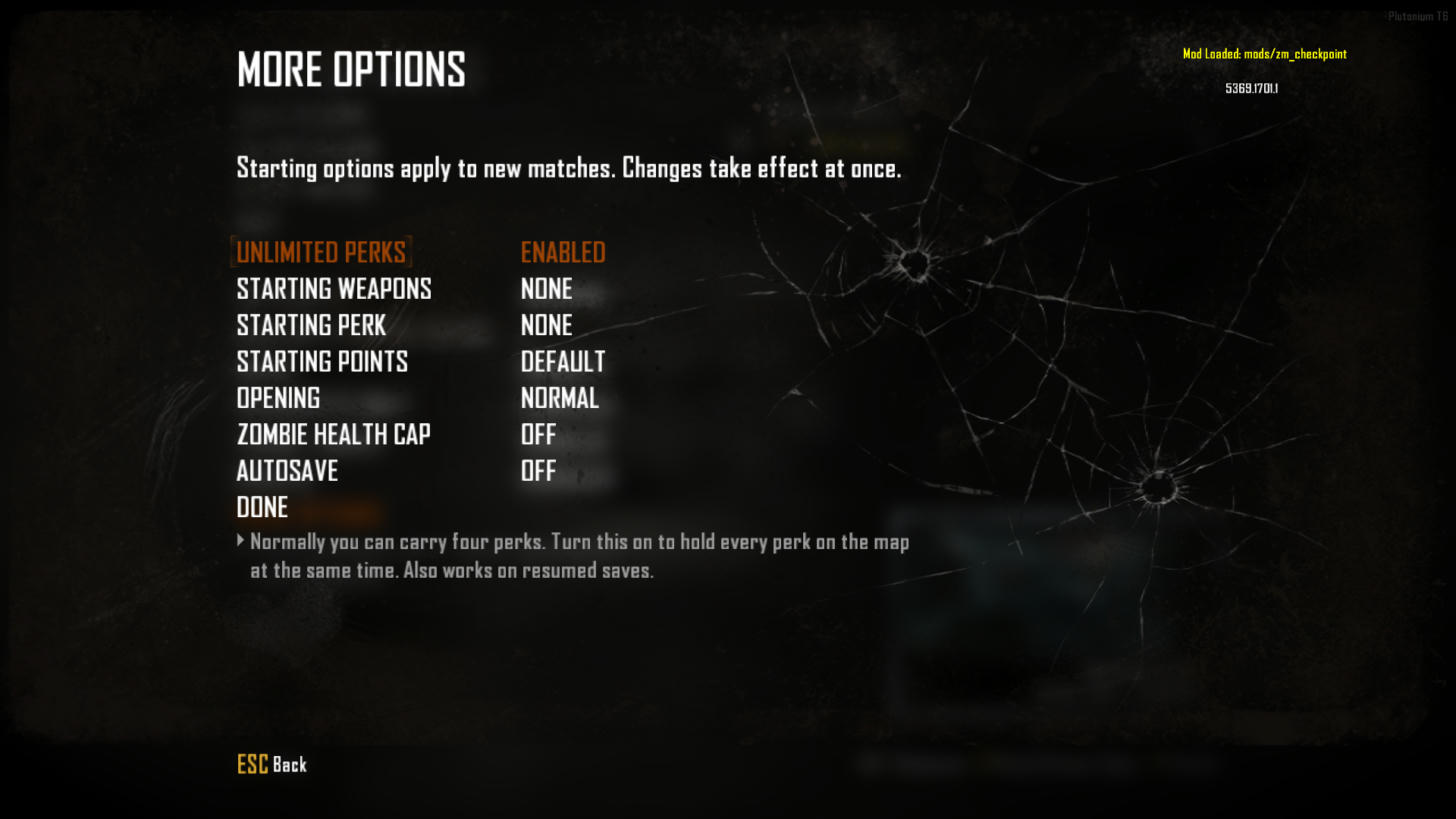 Plutonium T6
MORE OPTIONS
Mod Loaded: mods/zm_checkpoint
5369.1701.1
Starting options apply to new matches. Changes take effect at once.
UNLIMITED PERKS ENABLED
STARTING WEAPONS NONE
STARTING PERK NONE
STARTING POINTS DEFAULT
OPENING NORMAL
ZOMBIE HEALTH CAP OFF
AUTOSAVE OFF
DONE
Normally you can carry four perks. Turn this on to hold every perk on the map
at the same time. Also works on resumed saves.
ESC Back